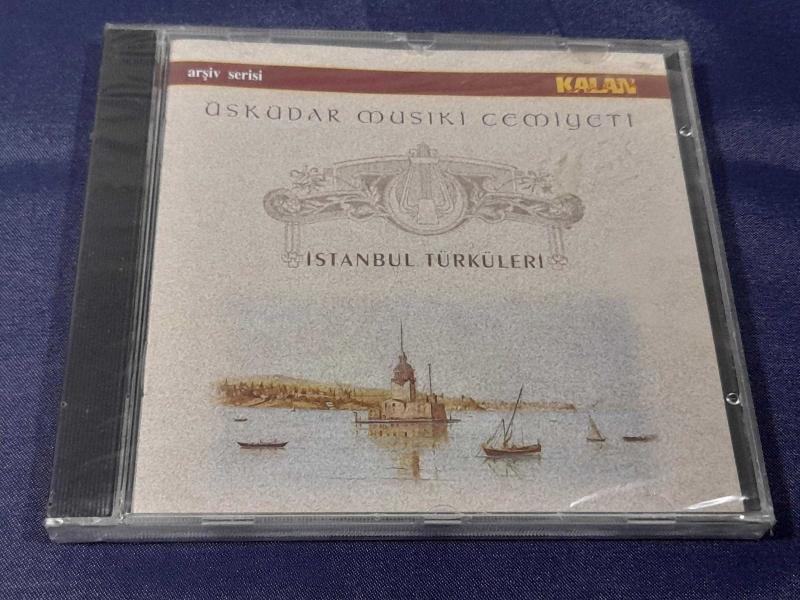 arşiv serisi
KALAN
ÜSKÜDAR MUSIKI CEMIYETI
İSTANBUL TÜRKÜLERİ